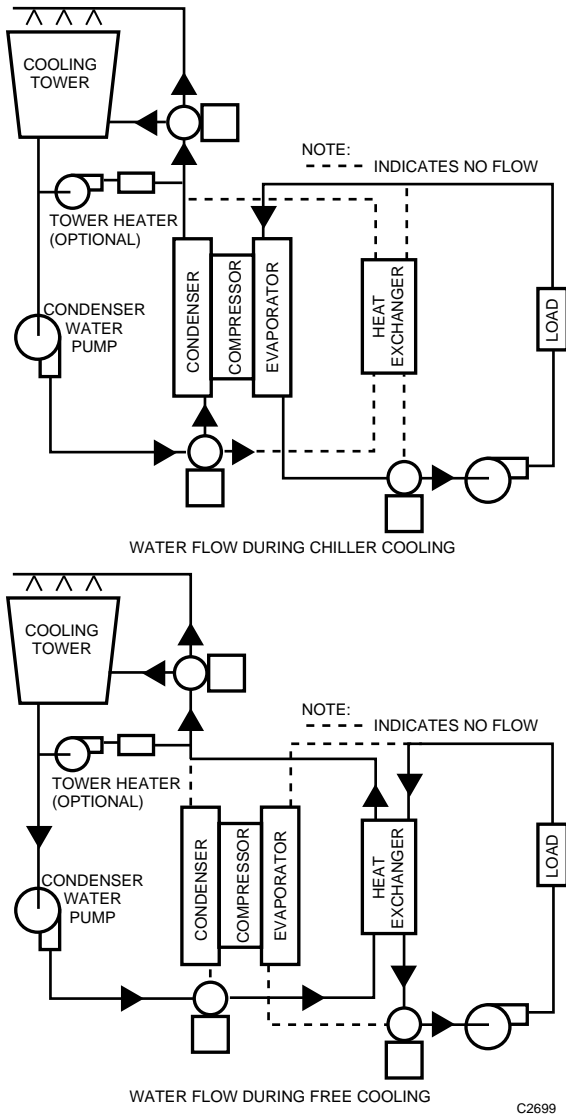 COOLING
TOWER
NOTE:
INDICATES NO FLOW
TOWER HEATER
(OPTIONAL)
CONDENSER
WATER
PUMP
CONDENSER
COMPRESSOR
EVAPORATOR
HEAT
EXCHANGER
LOAD
WATER FLOW DURING CHILLER COOLING
COOLING
TOWER
NOTE:
INDICATES NO FLOW
TOWER HEATER
(OPTIONAL)
CONDENSER
WATER
PUMP
CONDENSER
COMPRESSOR
EVAPORATOR
HEAT
EXCHANGER
LOAD
WATER FLOW DURING FREE COOLING
C2699